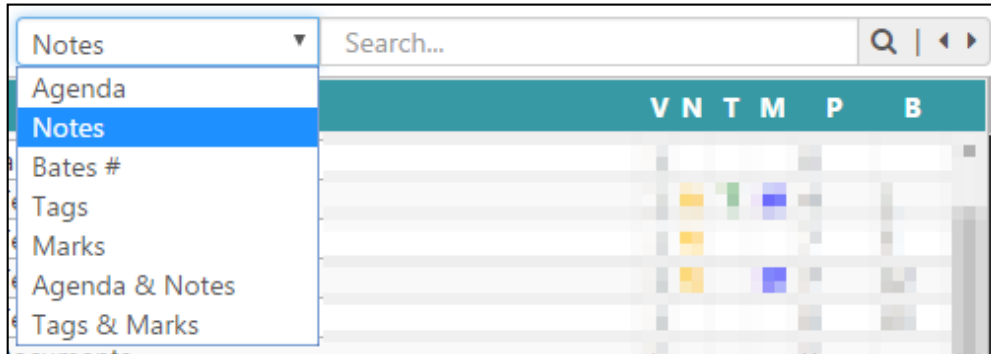 Notes Search...
Agenda
V N T M P B
Notes
Bates #
Tags
Marks
Agenda & Notes
Tags & Marks